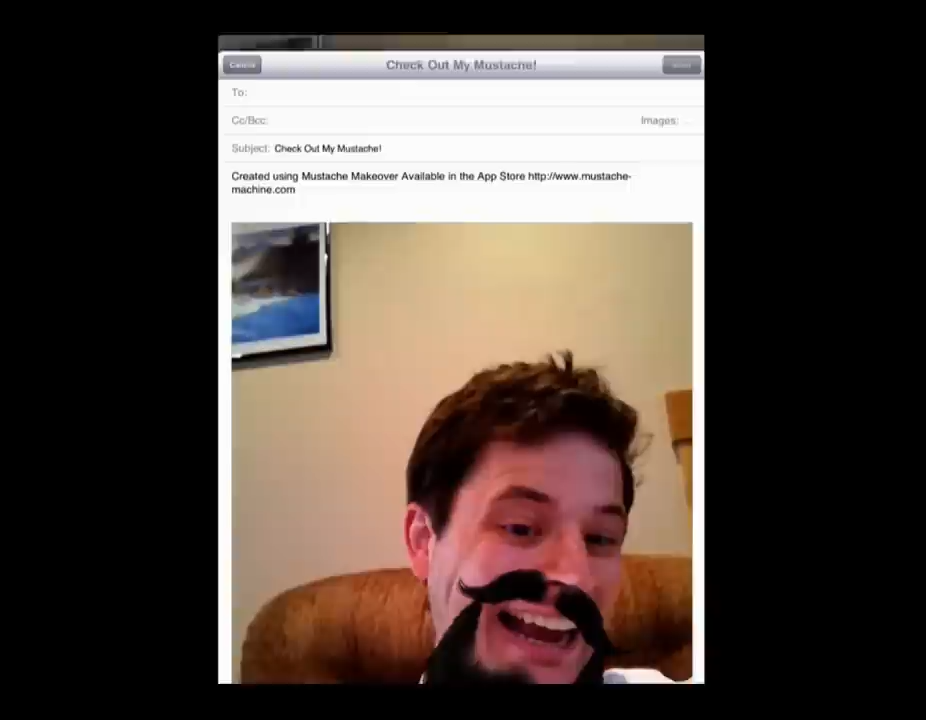 Cancel Check Out My Mustache!
To:
Cc/Bcc: Images:
Subject: Check Out My Mustache!
Created using Mustache Makeover Available in the App Store http://www.mustache-
machine.com